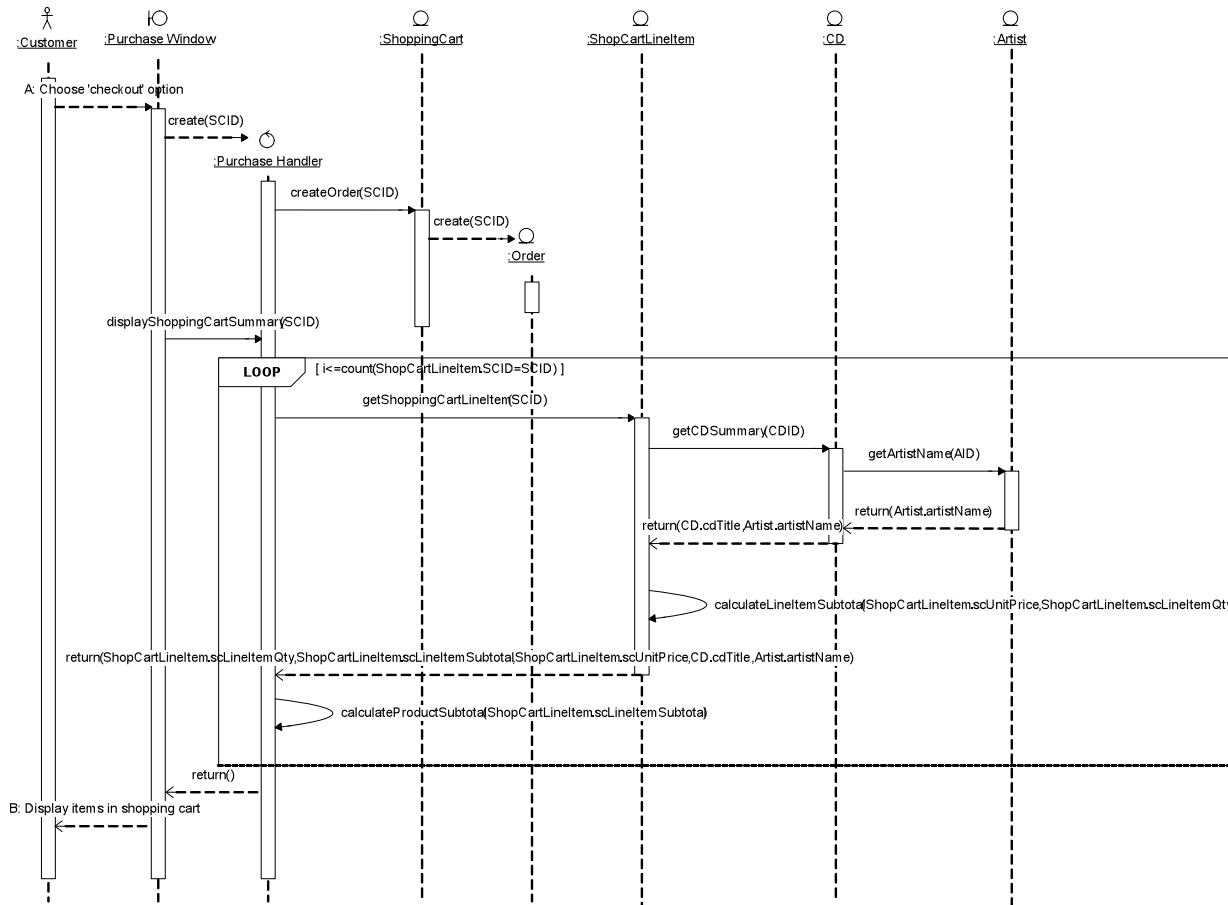 :Customer
:Purchase Window
:ShoppingCart
:ShopCartLineItem
:CD
:Artist
A: Choose 'checkout' option
create(SCID)
:Purchase Handler
createOrder(SCID)
create(SCID)
:Order
displayShoppingCartSummary(SCID)
LOOP
[ i<=count(ShopCartLineItem.SCID=SCID) ]
getShoppingCartLineItem(SCID)
getCDSummary(CDID)
getArtistName(AID)
return(Artist.artistName)
return(CD.cdTitle,Artist.artistName)
calculateLineItemSubtotal(ShopCartLineItem.scUnitPrice,ShopCartLineItem.scLineItemQty
return(ShopCartLineItem.scLineItemQty,ShopCartLineItem.scLineItemSubtotal,ShopCartLineItem.scUnitPrice,CD.cdTitle,Artist.artistName)
calculateProductSubtotal(ShopCartLineItem.scLineItemSubtotal)
return()
B: Display items in shopping cart